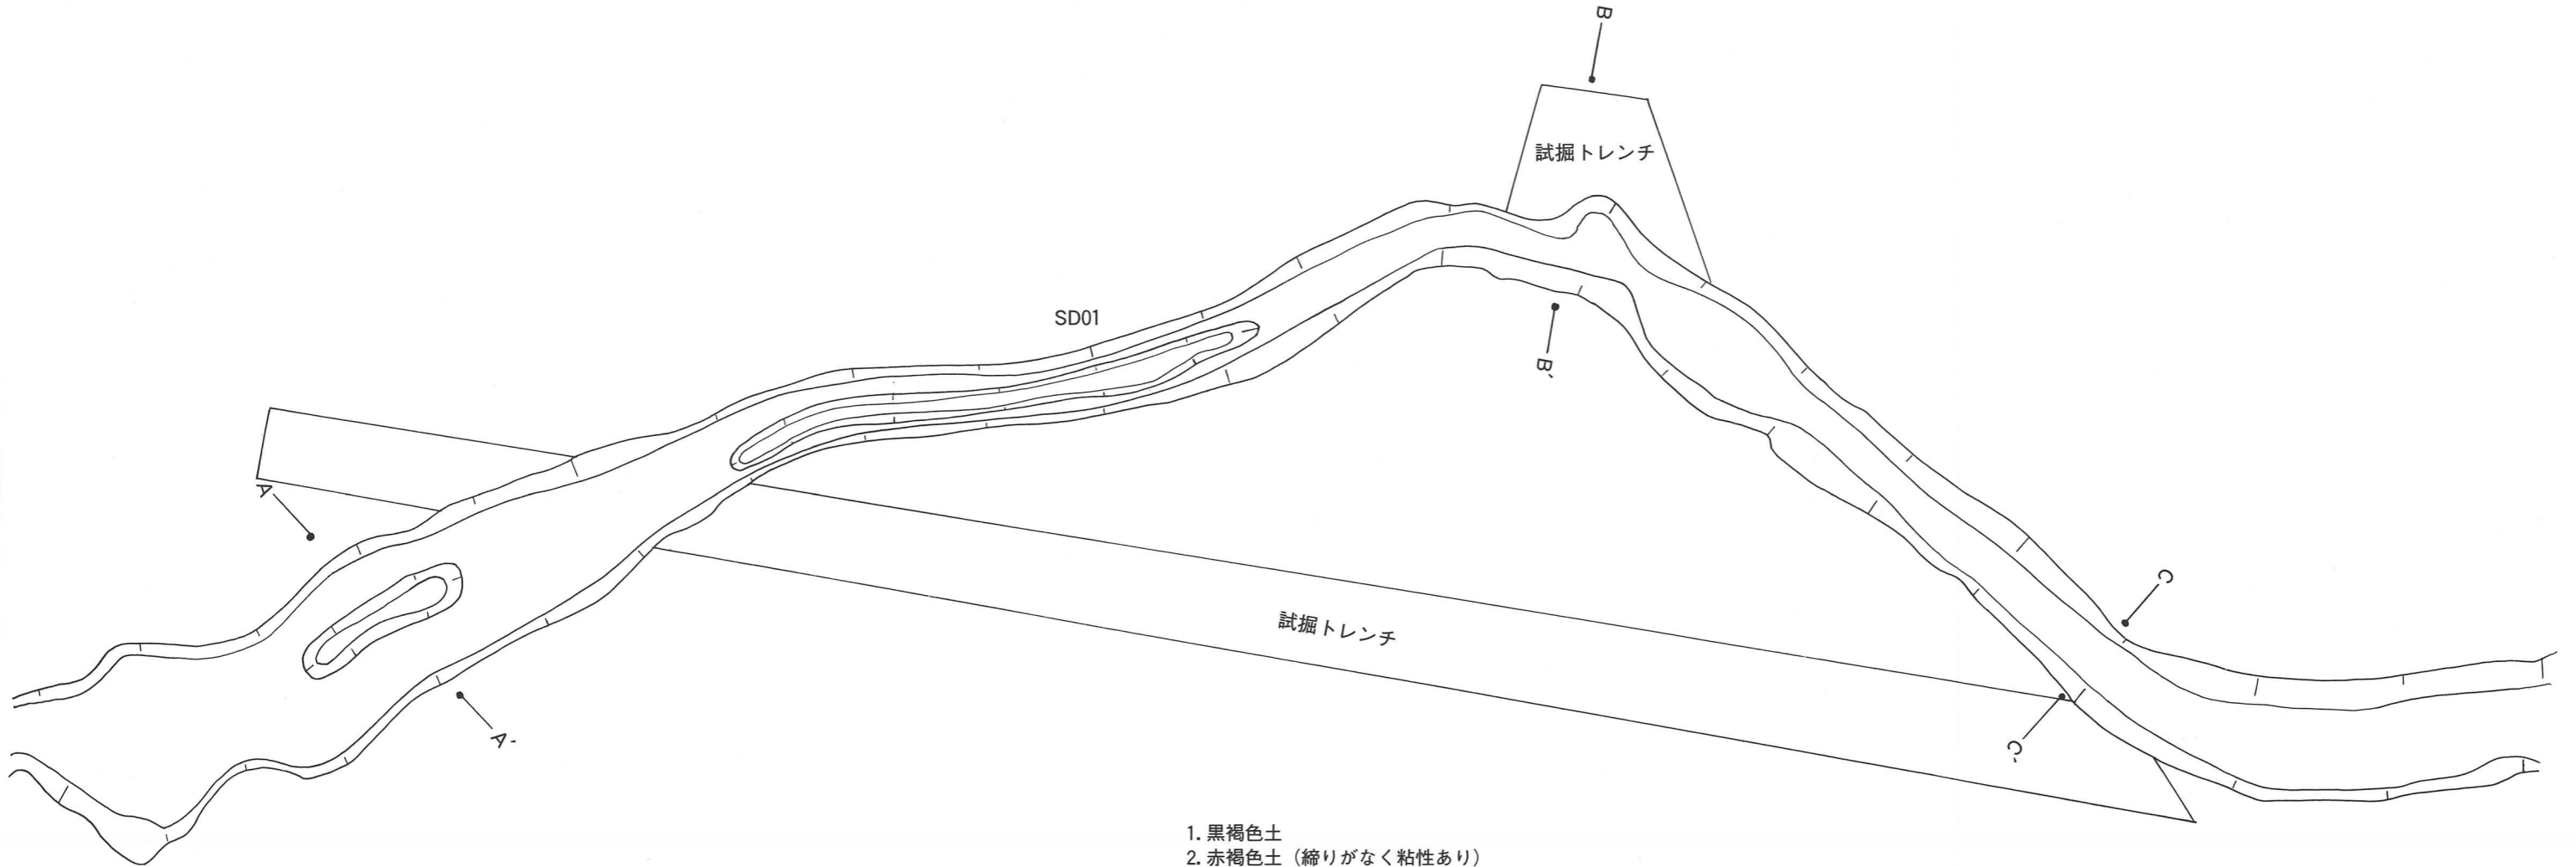 B
試掘トレンチ
SD01
B'
A
C
試掘トレンチ
A'
C'
1. 黒褐色土
2. 赤褐色土（締りがなく粘性あり）